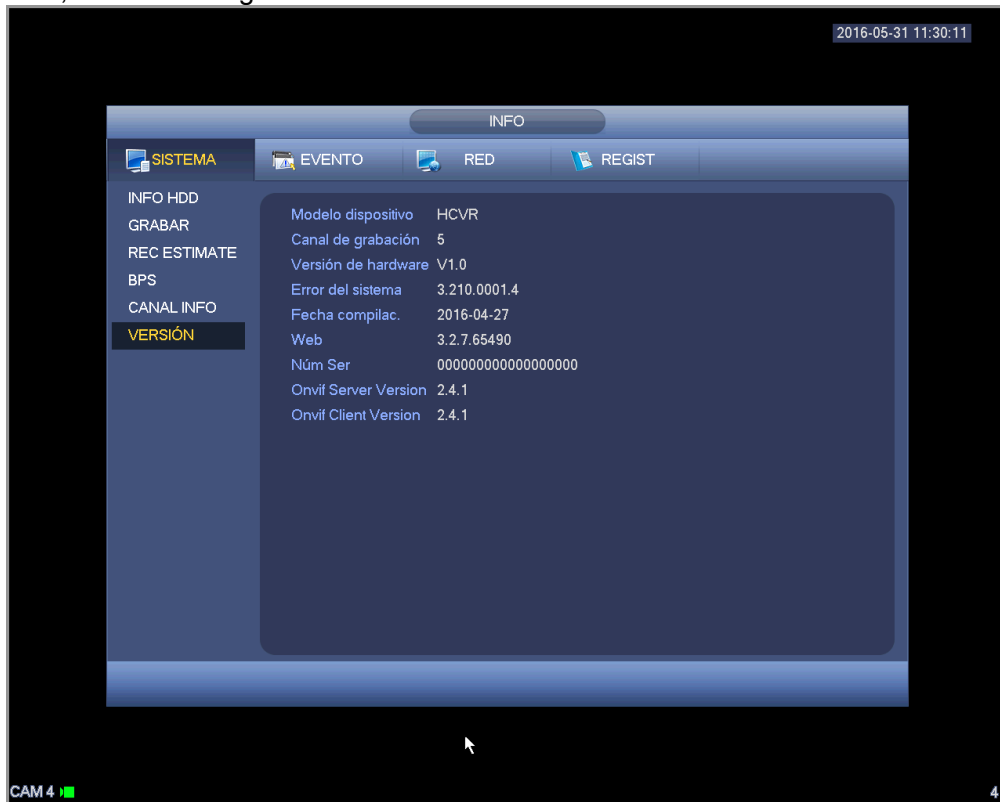 2016-05-31 11:30:11
INFO
SISTEMA EVENTO RED REGIST
INFO HDD
GRABAR
REC ESTIMATE
BPS
CANAL INFO
VERSIÓN
Modelo dispositivo HCVR
Canal de grabación 5
Versión de hardware V1.0
Error del sistema 3.210.0001.4
Fecha compilac. 2016-04-27
Web 3.2.7.65490
Núm Ser 000000000000000000
Onvif Server Version 2.4.1
Onvif Client Version 2.4.1
CAM 4
4